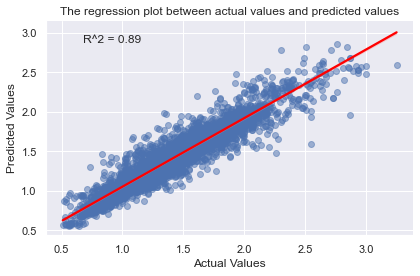 The regression plot between actual values and predicted values
R^2 = 0.89
3.0
2.5
2.0
1.5
1.0
0.5
Predicted Values
0.5 1.0 1.5 2.0 2.5 3.0
Actual Values